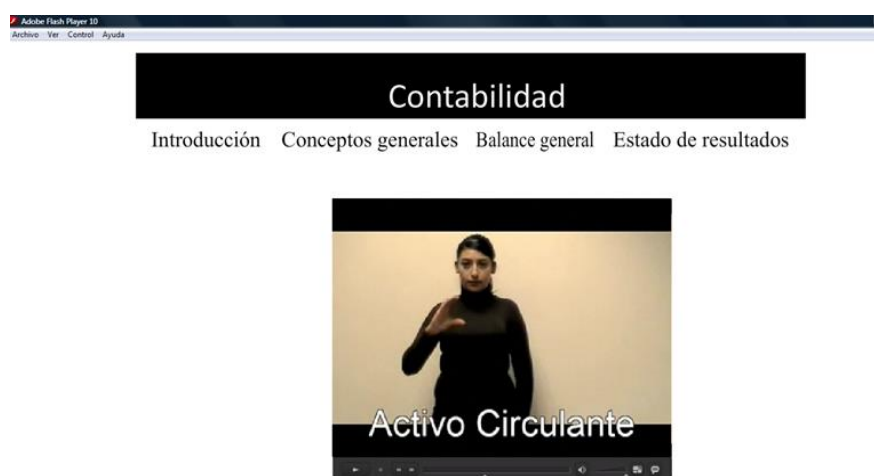 Adobe Flash Player 10
Archivo Ver Control Ayuda
Contabilidad
Introducción Conceptos generales Balance general Estado de resultados
Activo Circulante